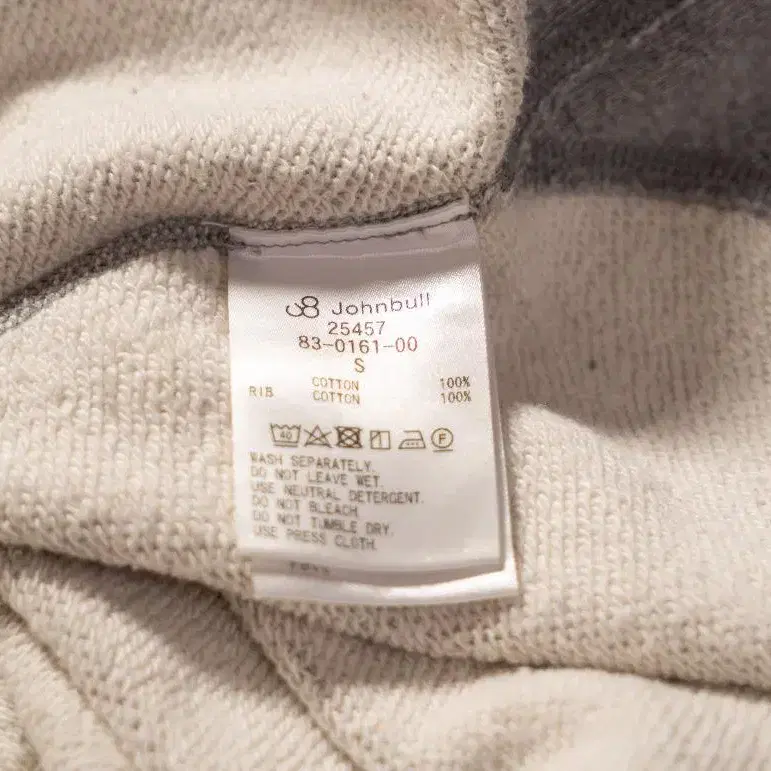 Johnbull
25457
83-0161-00
S
COTTON 100%
RIB COTTON 100%
40 F
WASH SEPARATELY.
DO NOT LEAVE WET.
USE NEUTRAL DETERGENT.
DO NOT BLEACH.
DO NOT TUMBLE DRY.
USE PRESS CLOTH.